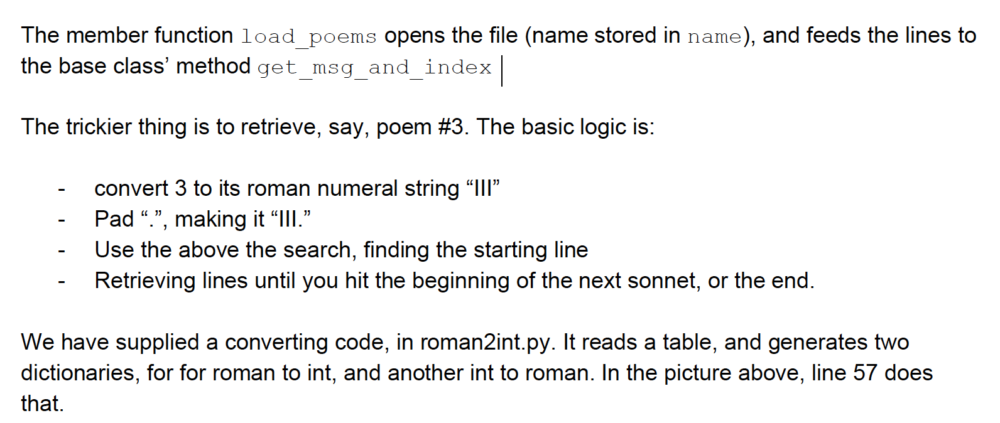 The member function load_poems opens the file (name stored in name), and feeds the lines to
the base class’ method get_msg_and_index
The trickier thing is to retrieve, say, poem #3. The basic logic is:
- convert 3 to its roman numeral string “III”
- Pad “.”, making it “III.”
- Use the above the search, finding the starting line
- Retrieving lines until you hit the beginning of the next sonnet, or the end.
We have supplied a converting code, in roman2int.py. It reads a table, and generates two
dictionaries, for for roman to int, and another int to roman. In the picture above, line 57 does
that.